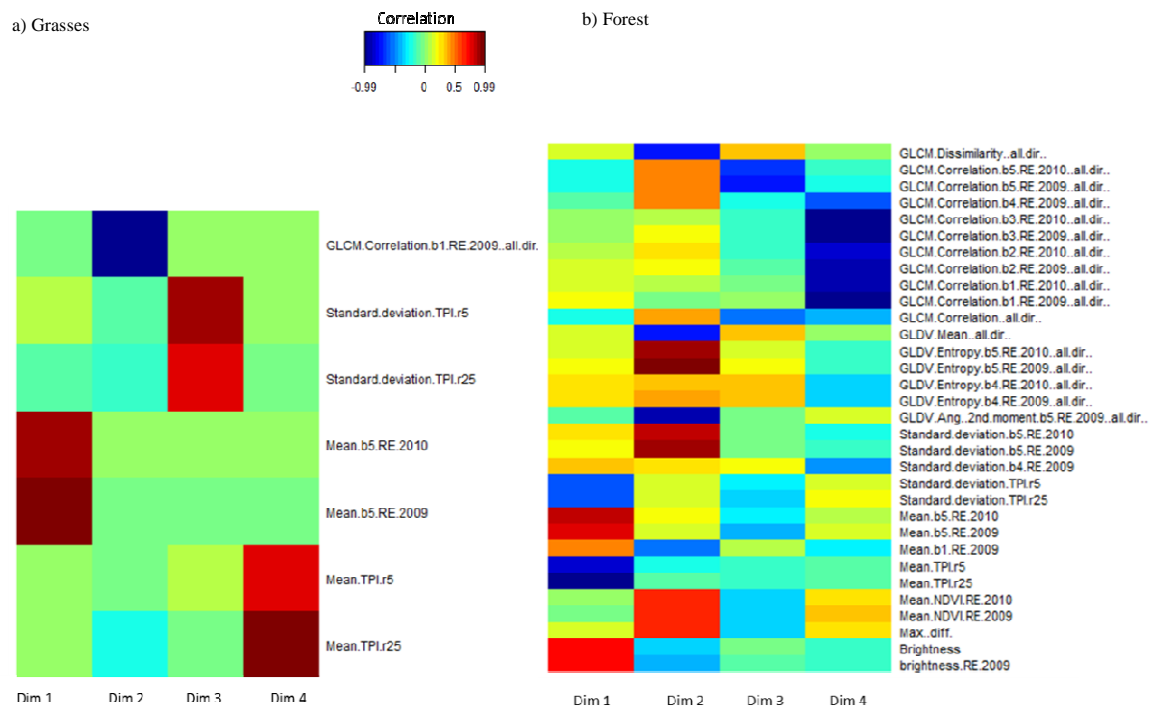 a) Grasses
Correlation
-0.99 0 0.5 0.99
b) Forest
GLCM.Correlation.b1.RE.2009..all.dir.
Standard.deviation.TPI.r5
Standard.deviation.TPI.r25
Mean.b5.RE.2010
Mean.b5.RE.2009
Mean.TPI.r5
Mean.TPI.r25
Dim 1 Dim 2 Dim 3 Dim 4
GLCM.Dissimilarity..all.dir..
GLCM.Correlation.b5.RE.2010..all.dir..
GLCM.Correlation.b5.RE.2009..all.dir..
GLCM.Correlation.b4.RE.2009..all.dir..
GLCM.Correlation.b3.RE.2010..all.dir..
GLCM.Correlation.b3.RE.2009..all.dir..
GLCM.Correlation.b2.RE.2010..all.dir..
GLCM.Correlation.b2.RE.2009..all.dir..
GLCM.Correlation.b1.RE.2010..all.dir..
GLCM.Correlation.b1.RE.2009..all.dir..
GLCM.Correlation..all.dir..
GLDV.Mean..all.dir..
GLDV.Entropy.b5.RE.2010..all.dir..
GLDV.Entropy.b5.RE.2009..all.dir..
GLDV.Entropy.b4.RE.2010..all.dir..
GLDV.Entropy.b4.RE.2009..all.dir..
GLDV.Ang..2nd.moment.b5.RE.2009..all.dir..
Standard.deviation.b5.RE.2010
Standard.deviation.b5.RE.2009
Standard.deviation.b4.RE.2009
Standard.deviation.TPI.r5
Standard.deviation.TPI.r25
Mean.b5.RE.2010
Mean.b5.RE.2009
Mean.b1.RE.2009
Mean.TPI.r5
Mean.TPI.r25
Mean.NDVI.RE.2010
Mean.NDVI.RE.2009
Max..diff.
Brightness
brightness.RE.2009
Dim 1 Dim 2 Dim 3 Dim 4